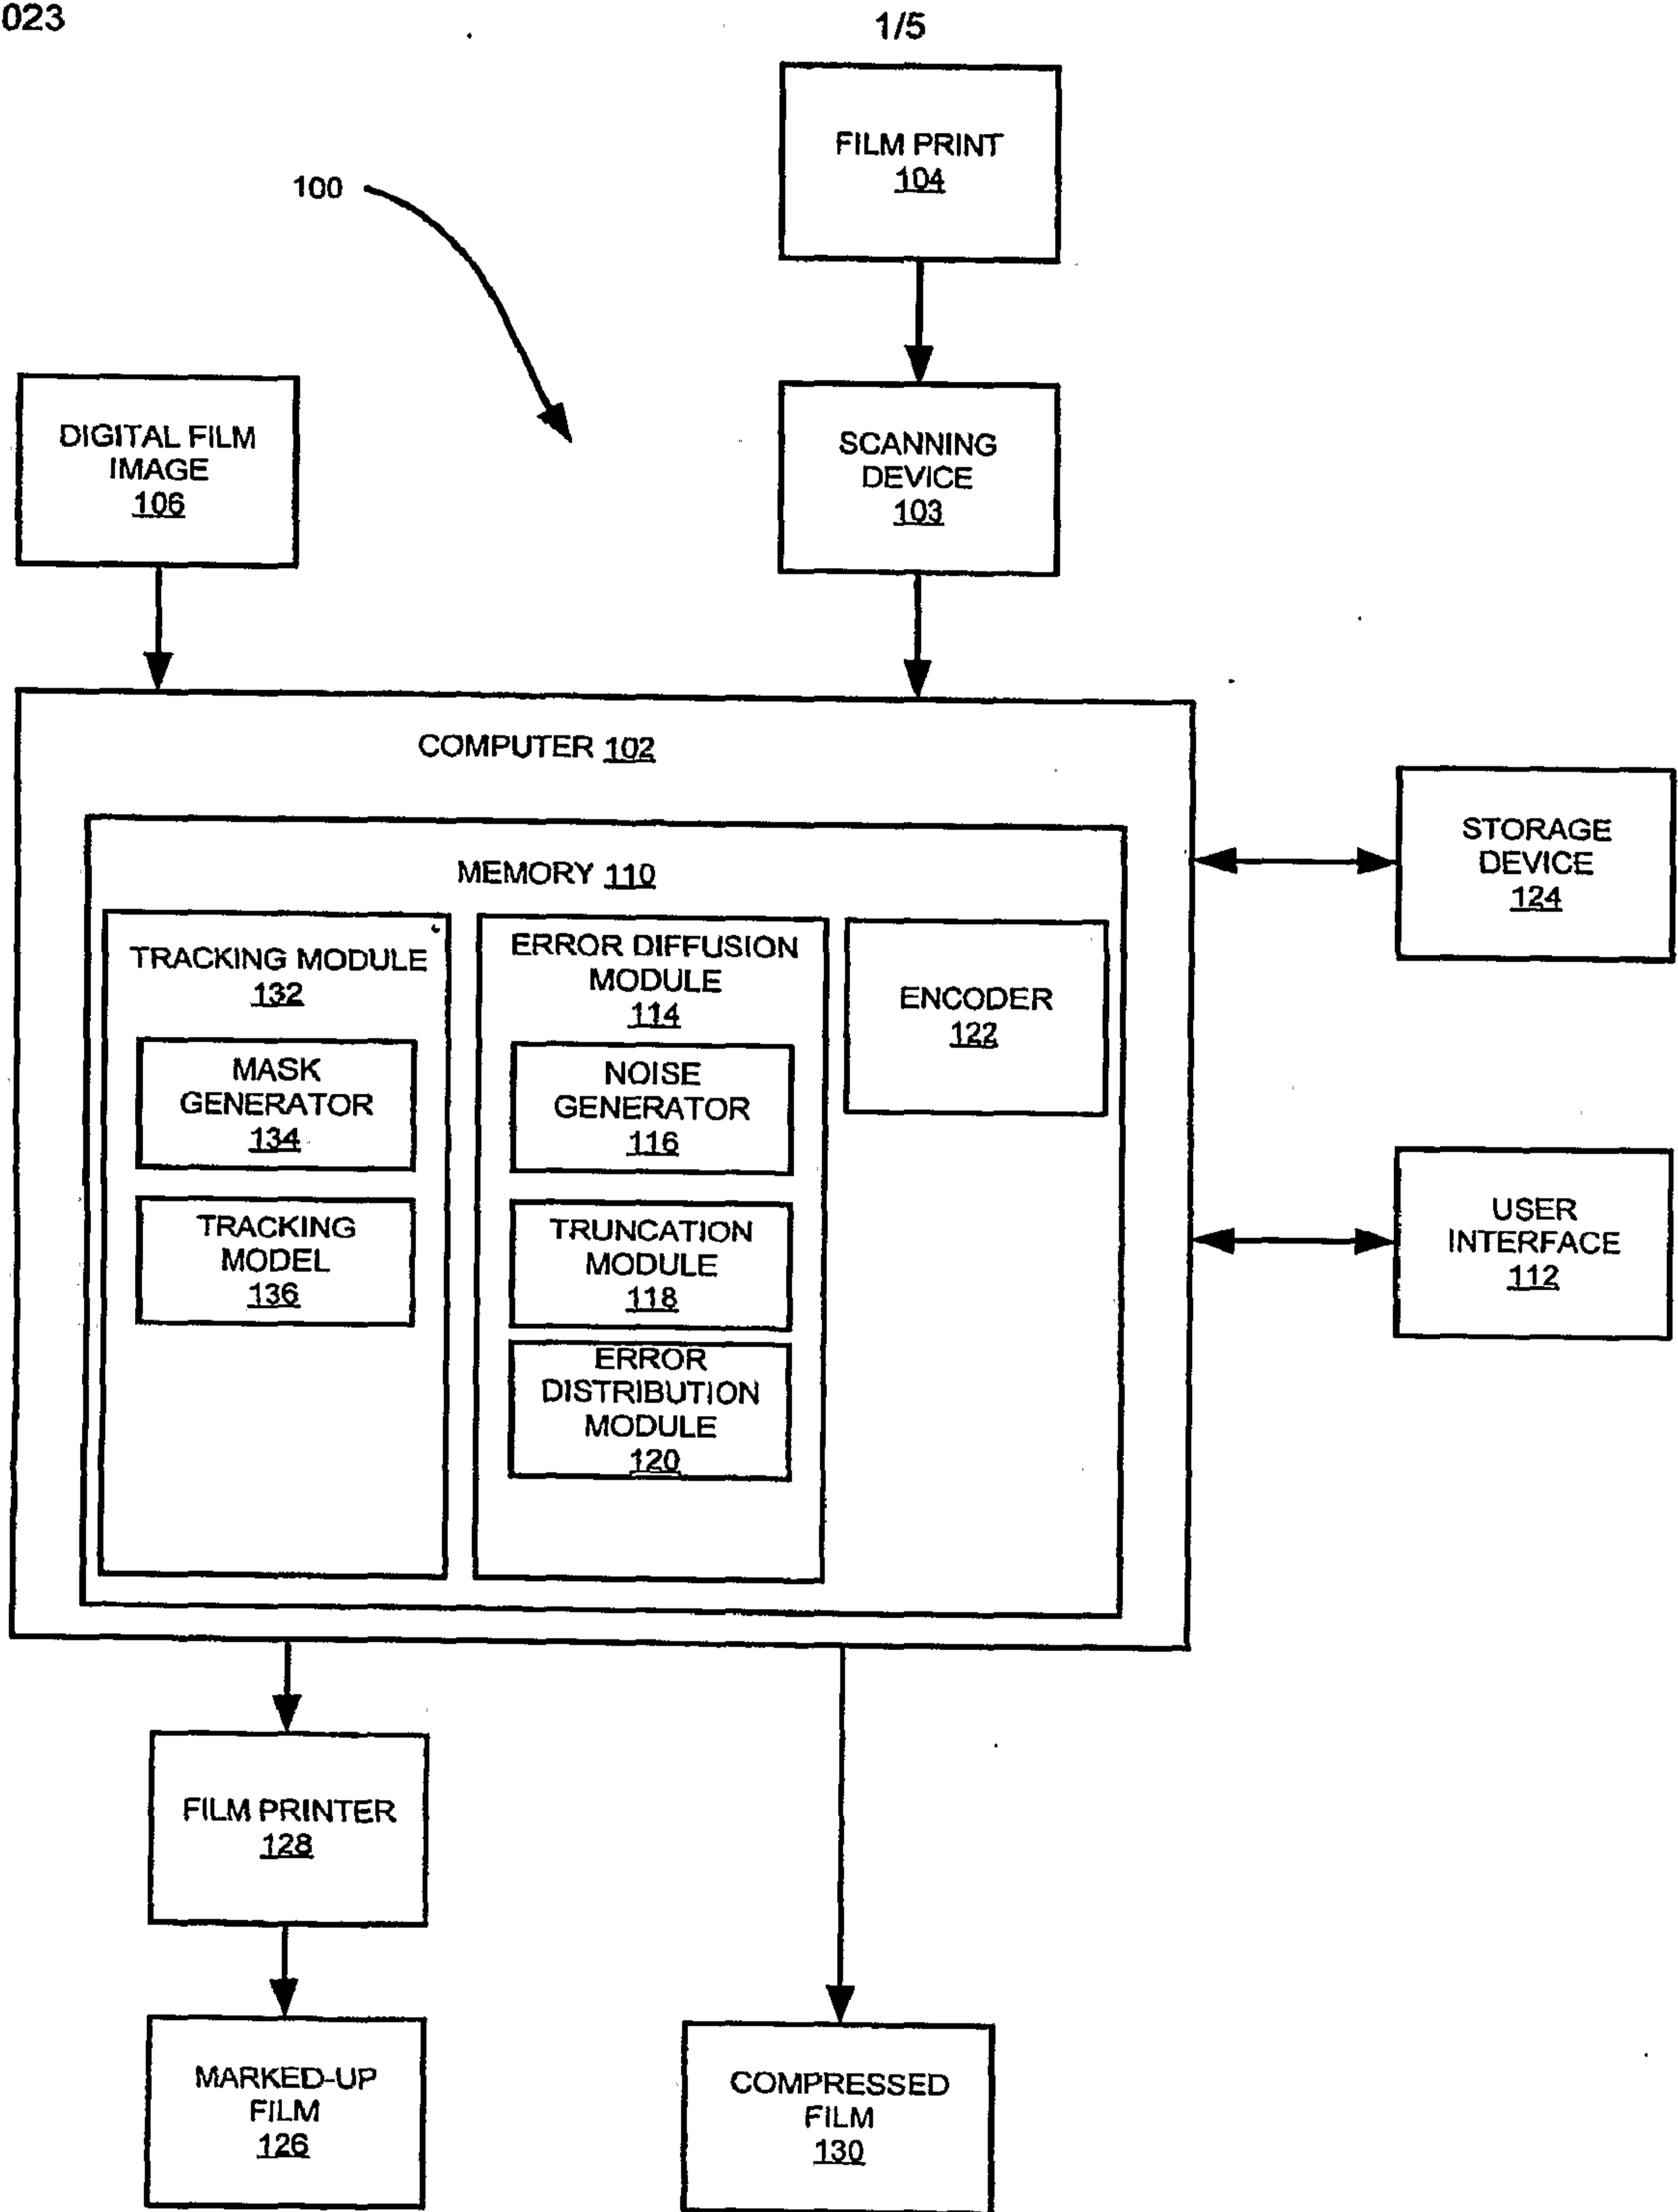 023
1/5
FILM PRINT
104
100
DIGITAL FILM
IMAGE
106
SCANNING
DEVICE
103
COMPUTER 102
MEMORY 110
TRACKING MODULE
132
MASK
GENERATOR
134
TRACKING
MODEL
136
ERROR DIFFUSION
MODULE
114
NOISE
GENERATOR
116
TRUNCATION
MODULE
118
ERROR
DISTRIBUTION
MODULE
120
ENCODER
122
STORAGE
DEVICE
124
USER
INTERFACE
112
FILM PRINTER
128
MARKED-UP
FILM
126
COMPRESSED
FILM
130